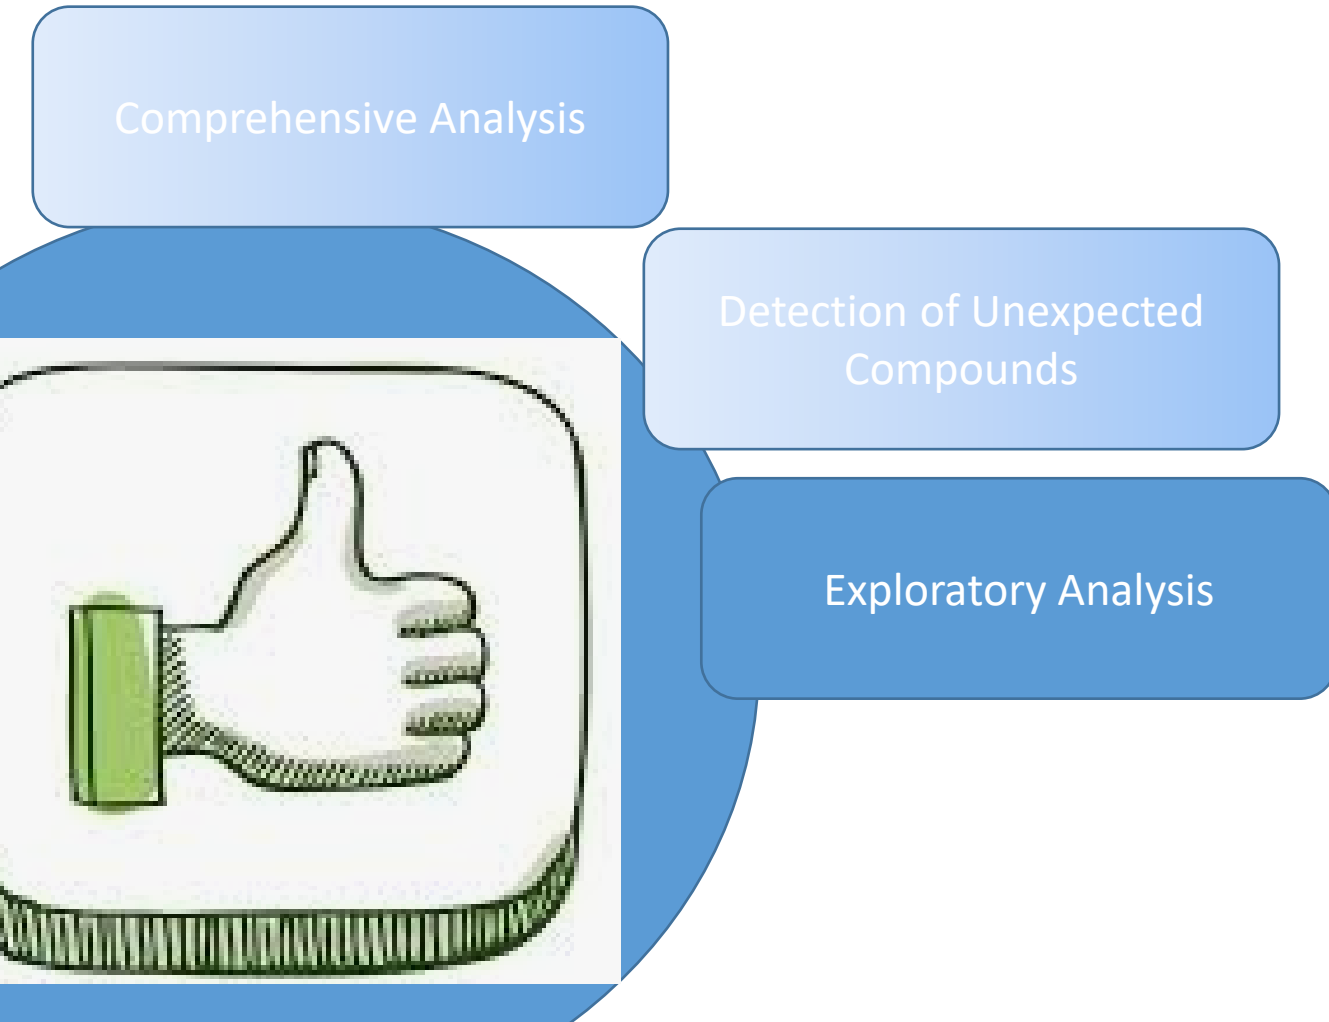 Comprehensive Analysis
Detection of Unexpected
Compounds
Exploratory Analysis